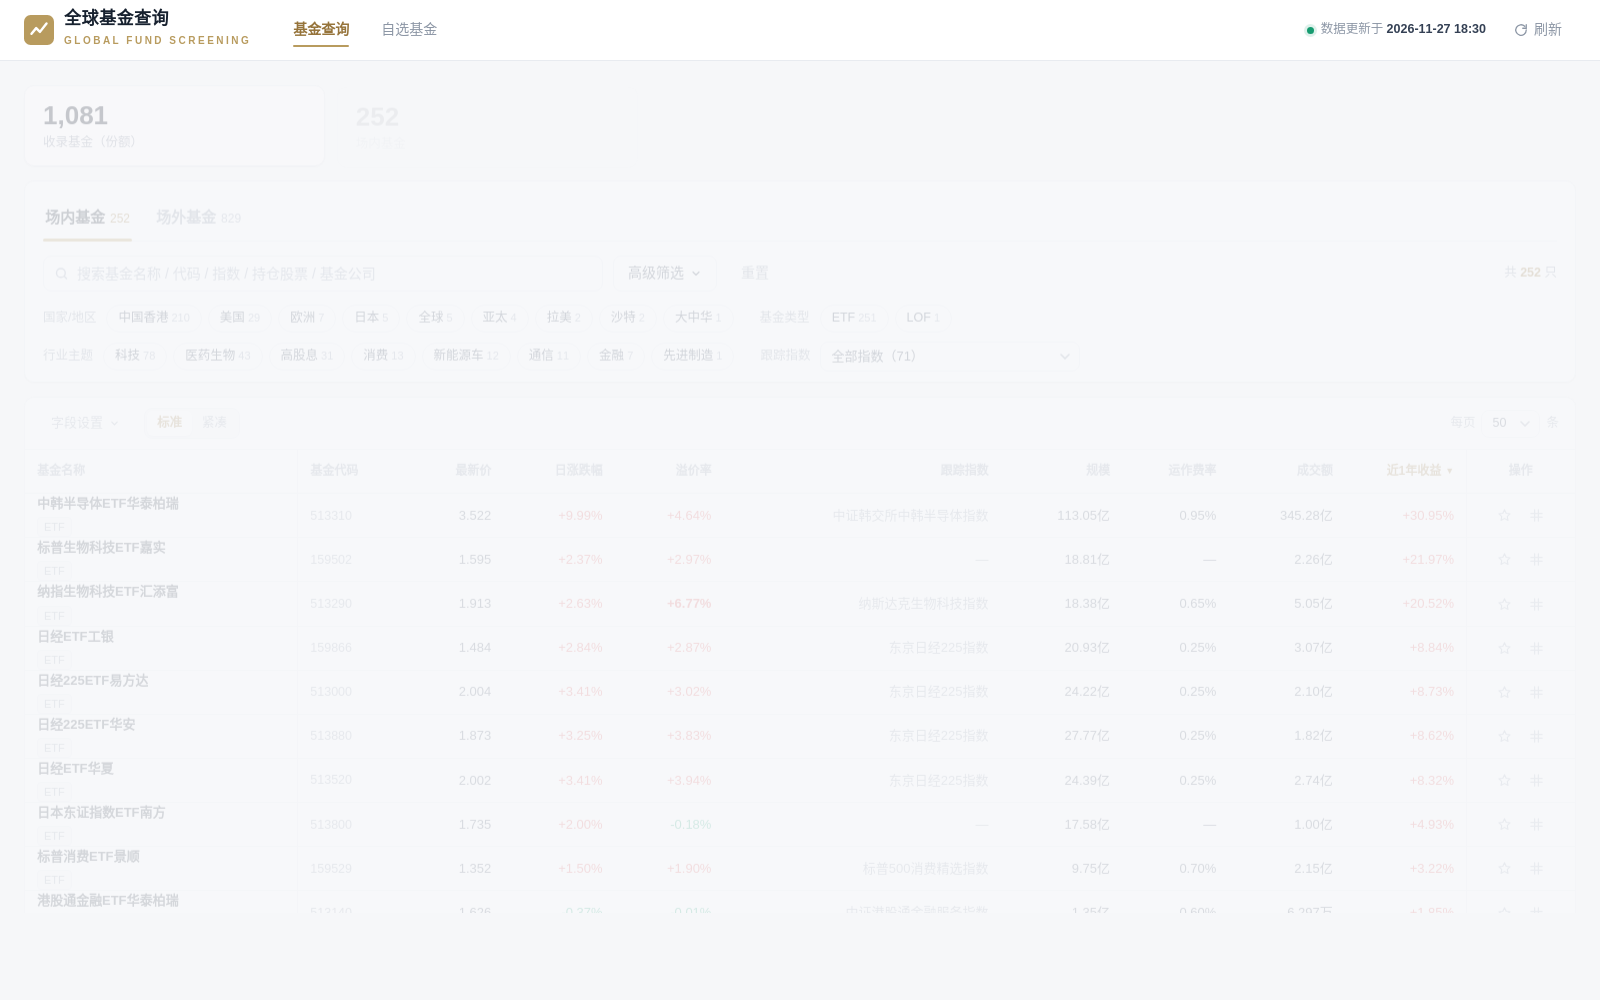 全球基金查询
GLOBAL FUND SCREENING
基金查询 自选基金
数据更新于 2026-11-27 18:30 刷新
1,081
收录基金（份额）
252
场内基金 252 场外基金 829
搜索基金名称 / 代码 / 指数 / 持仓股票 / 基金公司 高级筛选 重置 共 252 只
国家/地区 中国香港 210 美国 29 欧洲 7 日本 5 全球 5 亚太 4 拉美 2 沙特 2 大中华 1 基金类型 ETF 251 LOF 1
行业主题 科技 78 医药生物 43 高股息 31 消费 13 新能源车 12 通信 11 金融 7 先进制造 1 跟踪指数 全部指数（71）
字段设置 标准 紧凑 每页 50 条
基金名称 基金代码 最新价 日涨跌幅 溢价率 跟踪指数 规模 运作费率 成交额 近1年收益 ▼ 操作
中韩半导体ETF华泰柏瑞
ETF 513310 3.522 +9.99% +4.64% 中证韩交所中韩半导体指数 113.05亿 0.95% 345.28亿 +30.95%
标普生物科技ETF嘉实
ETF 159502 1.595 +2.37% +2.97% — 18.81亿 — 2.26亿 +21.97%
纳指生物科技ETF汇添富
ETF 513290 1.913 +2.63% +6.77% 纳斯达克生物科技指数 18.38亿 0.65% 5.05亿 +20.52%
日经ETF工银
ETF 159866 1.484 +2.84% +2.87% 东京日经225指数 20.93亿 0.25% 3.07亿 +8.84%
日经225ETF易方达
ETF 513000 2.004 +3.41% +3.02% 东京日经225指数 24.22亿 0.25% 2.10亿 +8.73%
日经225ETF华安
ETF 513880 1.873 +3.25% +3.83% 东京日经225指数 27.77亿 0.25% 1.82亿 +8.62%
日经ETF华夏
ETF 513520 2.002 +3.41% +3.94% 东京日经225指数 24.39亿 0.25% 2.74亿 +8.32%
日本东证指数ETF南方
ETF 513800 1.735 +2.00% -0.18% — 17.58亿 — 1.00亿 +4.93%
标普消费ETF景顺
ETF 159529 1.352 +1.50% +1.90% 标普500消费精选指数 9.75亿 0.70% 2.15亿 +3.22%
港股通金融ETF华泰柏瑞